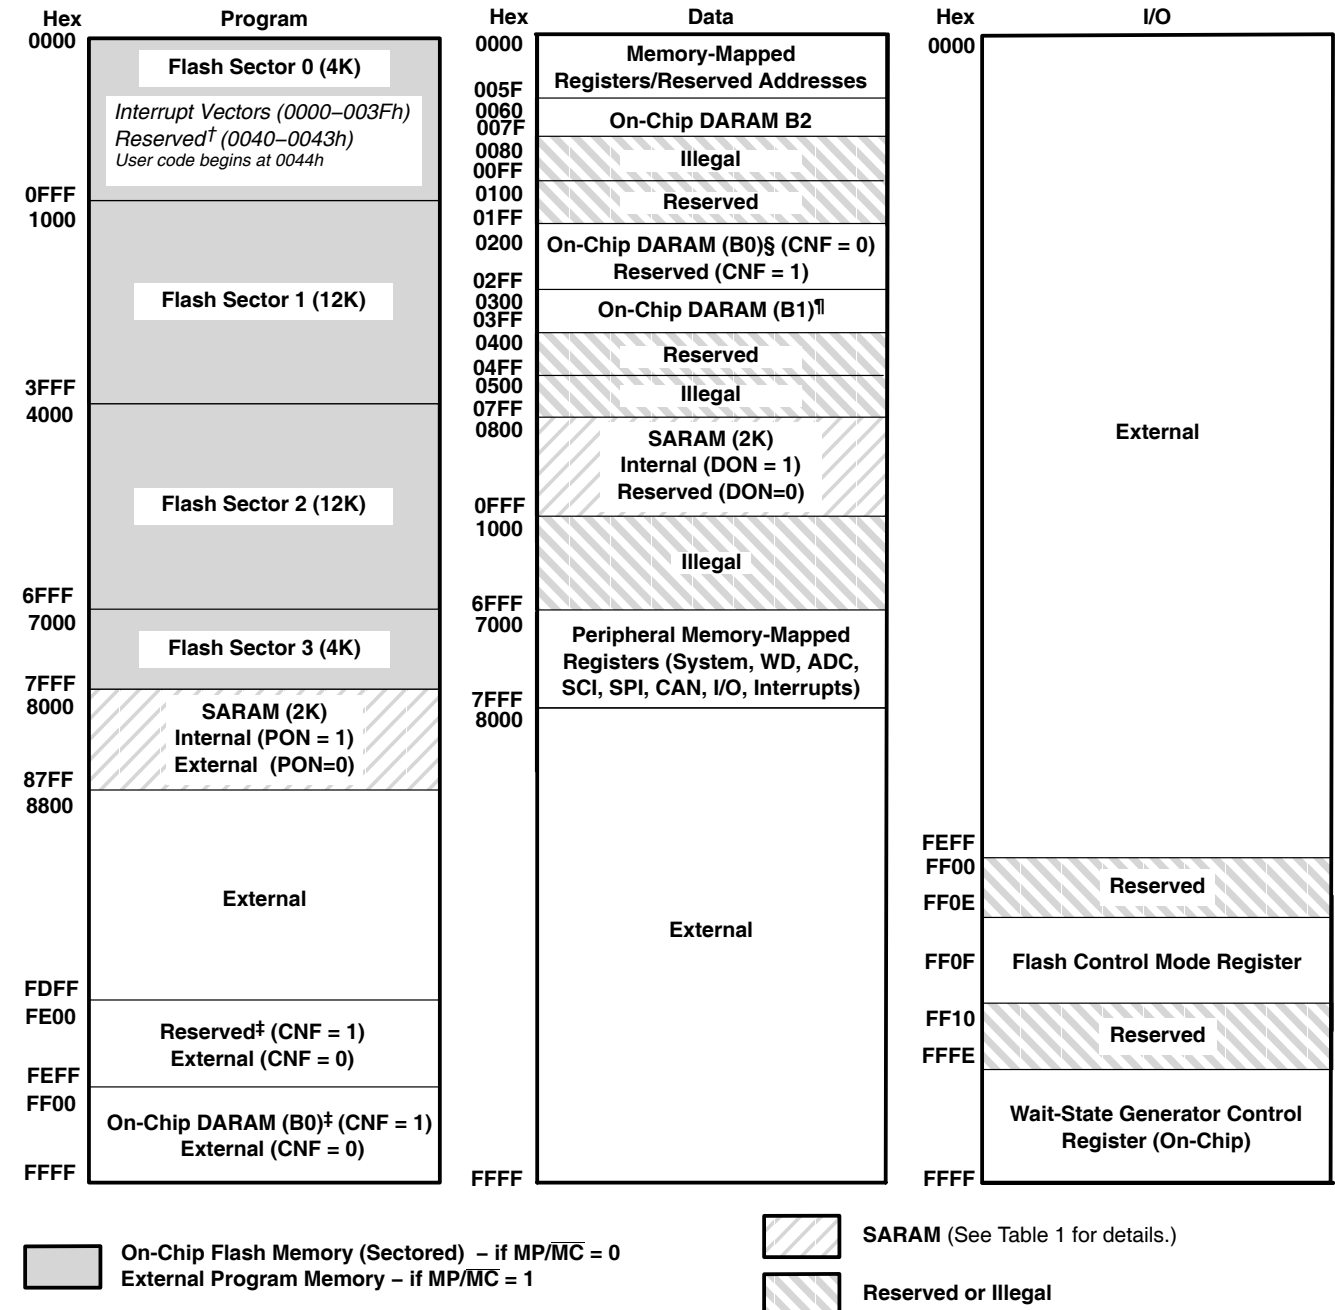 Hex Program
0000
Flash Sector 0 (4K)
Interrupt Vectors (0000–003Fh)
Reserved† (0040–0043h)
User code begins at 0044h
0FFF
1000
Flash Sector 1 (12K)
3FFF
4000
Flash Sector 2 (12K)
6FFF
7000
Flash Sector 3 (4K)
7FFF
8000
SARAM (2K)
Internal (PON = 1)
External (PON=0)
87FF
8800
External
FDFF
FE00
Reserved‡ (CNF = 1)
External (CNF = 0)
FEFF
FF00
On-Chip DARAM (B0)‡ (CNF = 1)
External (CNF = 0)
FFFF
Hex Data
0000
Memory-Mapped
Registers/Reserved Addresses
005F
0060
On-Chip DARAM B2
007F
0080
Illegal
00FF
0100
Reserved
01FF
0200
On-Chip DARAM (B0)§ (CNF = 0)
Reserved (CNF = 1)
02FF
0300
On-Chip DARAM (B1)¶
03FF
0400
Reserved
04FF
0500
Illegal
07FF
0800
SARAM (2K)
Internal (DON = 1)
Reserved (DON=0)
0FFF
1000
Illegal
6FFF
7000
Peripheral Memory-Mapped
Registers (System, WD, ADC,
SCI, SPI, CAN, I/O, Interrupts)
7FFF
8000
External
FFFF
Hex I/O
0000
External
FEFF
FF00
Reserved
FF0E
FF0F
Flash Control Mode Register
FF10
Reserved
FFFE
Wait-State Generator Control
Register (On-Chip)
FFFF
On-Chip Flash Memory (Sectored) – if MP/M̅C̅ = 0
External Program Memory – if MP/M̅C̅ = 1
SARAM (See Table 1 for details.)
Reserved or Illegal